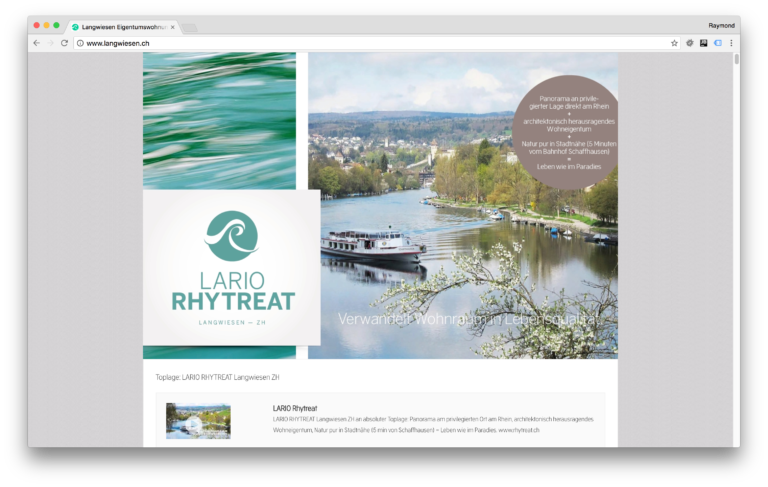 Langwiesen Eigentumswohnun
Raymond
www.langwiesen.ch
Panorama an privile-
gierter Lage direkt am Rhein
+
architektonisch herausragendes
Wohneigentum
+
Natur pur in Stadtnähe (5 Minuten
vom Bahnhof Schaffhausen)
=
Leben wie im Paradies
LARIO
RHYTREAT
LANGWIESEN – ZH
Verwandelt Wohnraum in Lebensqualität.
Toplage: LARIO RHYTREAT Langwiesen ZH
LARIO Rhytreat
LARIO RHYTREAT Langwiesen ZH an absoluter Toplage: Panorama am privilegierten Ort am Rhein, architektonisch herausragendes
Wohneigentum, Natur pur in Stadtnähe (5 min von Schaffhausen) – Leben wie im Paradies. www.rhytreat.ch